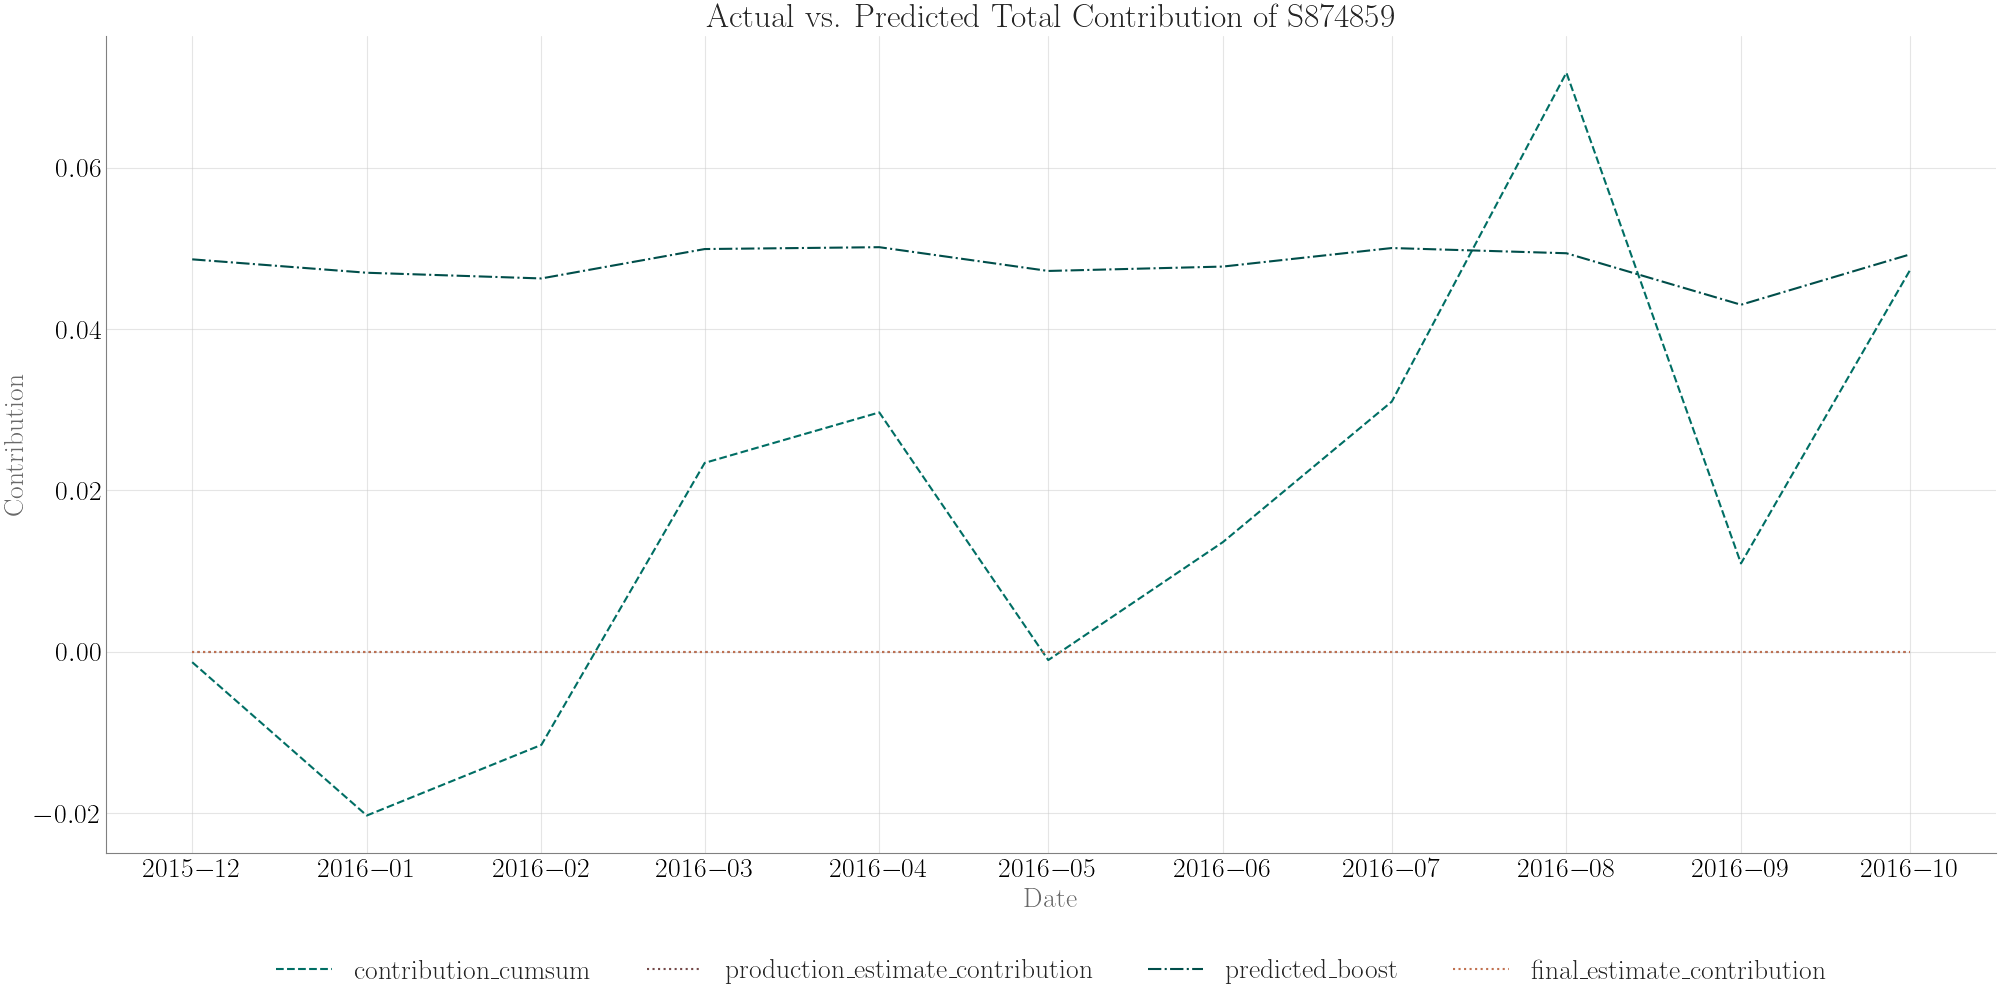 Actual vs. Predicted Total Contribution of S874859
Contribution
0.06
0.04
0.02
0.00
−0.02
2015–12 2016–01 2016–02 2016–03 2016–04 2016–05 2016–06 2016–07 2016–08 2016–09 2016–10
Date
contribution_cumsum production_estimate_contribution predicted_boost final_estimate_contribution